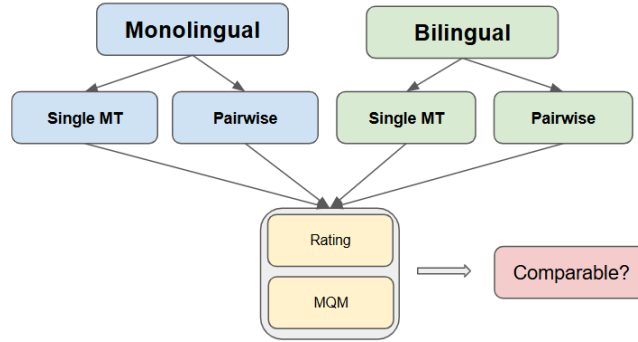 Monolingual
Bilingual
Single MT
Pairwise
Single MT
Pairwise
Rating
MQM
Comparable?